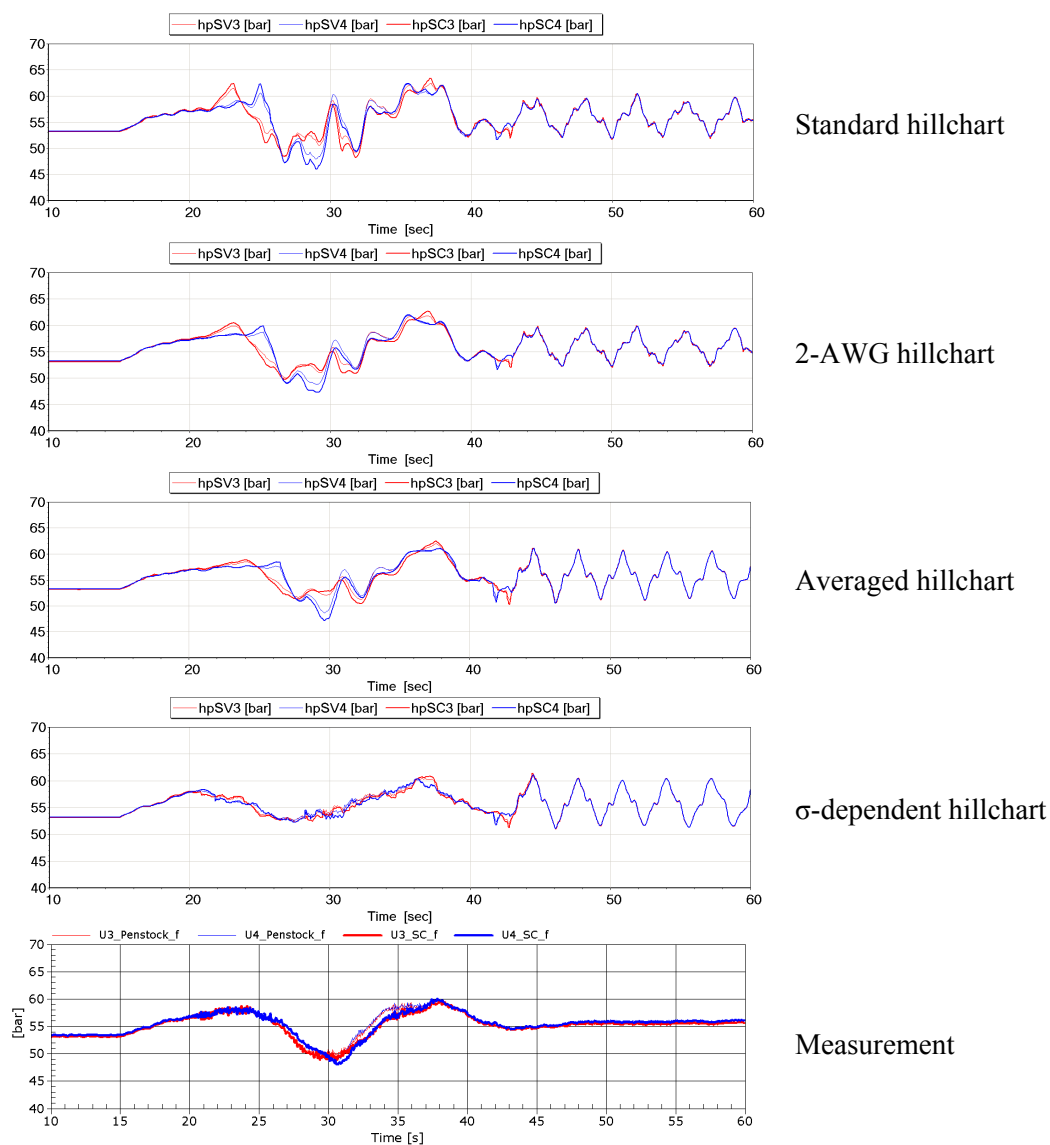 hpSV3 [bar] hpSV4 [bar] hpSC3 [bar] hpSC4 [bar]
70
65
60
55
50
45
40
10 20 30 40 50 60
Time [sec]
Standard hillchart
hpSV3 [bar] hpSV4 [bar] hpSC3 [bar] hpSC4 [bar]
70
65
60
55
50
45
40
10 20 30 40 50 60
Time [sec]
2-AWG hillchart
hpSV3 [bar] hpSV4 [bar] hpSC3 [bar] hpSC4 [bar]
70
65
60
55
50
45
40
10 20 30 40 50 60
Time [sec]
Averaged hillchart
hpSV3 [bar] hpSV4 [bar] hpSC3 [bar] hpSC4 [bar]
70
65
60
55
50
45
40
10 20 30 40 50 60
Time [sec]
σ-dependent hillchart
U3_Penstock_f U4_Penstock_f U3_SC_f U4_SC_f
[bar]
70
65
60
55
50
45
40
10 15 20 25 30 35 40 45 50 55 60
Time [s]
Measurement